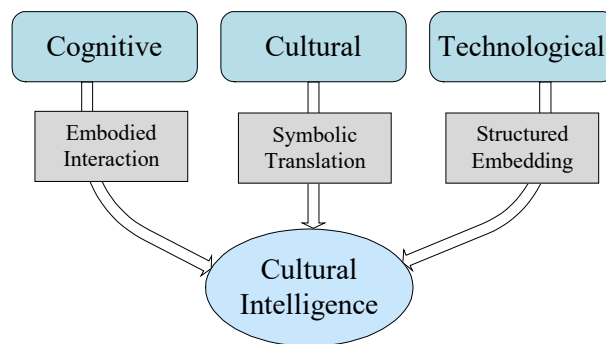 Cognitive
Cultural
Technological
Embodied
Interaction
Symbolic
Translation
Structured
Embedding
Cultural
Intelligence